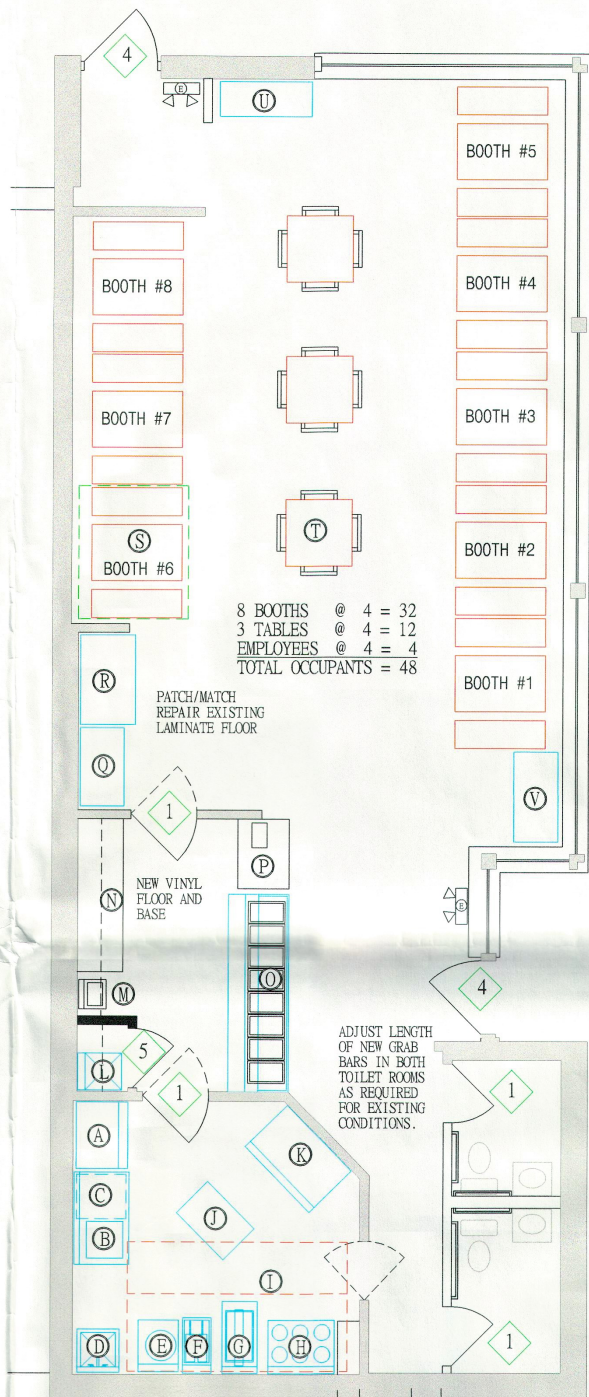 4
E
U
BOOTH #5
BOOTH #8
BOOTH #4
BOOTH #7
BOOTH #3
S
BOOTH #6
T
BOOTH #2
8 BOOTHS @ 4 = 32
3 TABLES @ 4 = 12
EMPLOYEES @ 4 = 4
TOTAL OCCUPANTS = 48
BOOTH #1
R
PATCH/MATCH
REPAIR EXISTING
LAMINATE FLOOR
Q
V
1
P
N
NEW VINYL
FLOOR AND
BASE
E
O
M
4
L
5
1
ADJUST LENGTH
OF NEW GRAB
BARS IN BOTH
TOILET ROOMS
AS REQUIRED
FOR EXISTING
CONDITIONS.
1
A
K
C
B
J
I
D
E
F
G
H
1